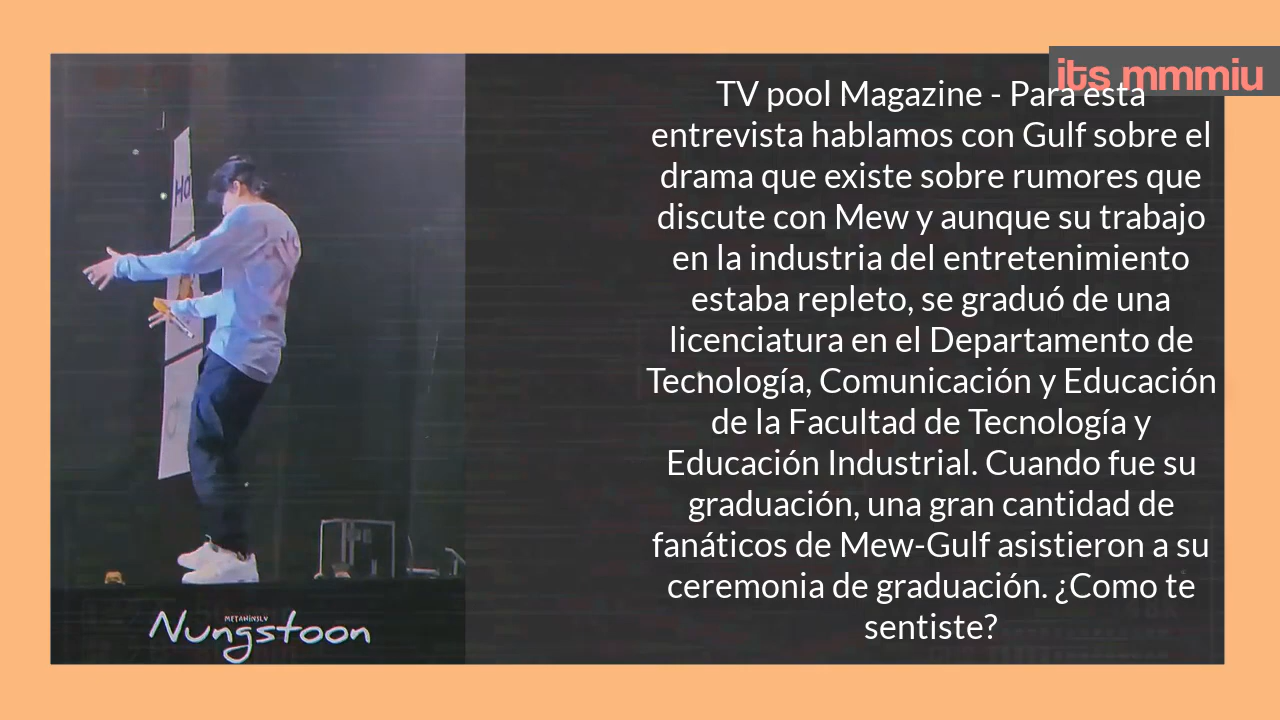 its mmmiu
TV pool Magazine - Para esta
entrevista hablamos con Gulf sobre el
drama que existe sobre rumores que
discute con Mew y aunque su trabajo
en la industria del entretenimiento
estaba repleto, se graduó de una
licenciatura en el Departamento de
Tecnología, Comunicación y Educación
de la Facultad de Tecnología y
Educación Industrial. Cuando fue su
graduación, una gran cantidad de
fanáticos de Mew-Gulf asistieron a su
ceremonia de graduación. ¿Como te
sentiste?
HO
METAWINSLV
Nungstoon